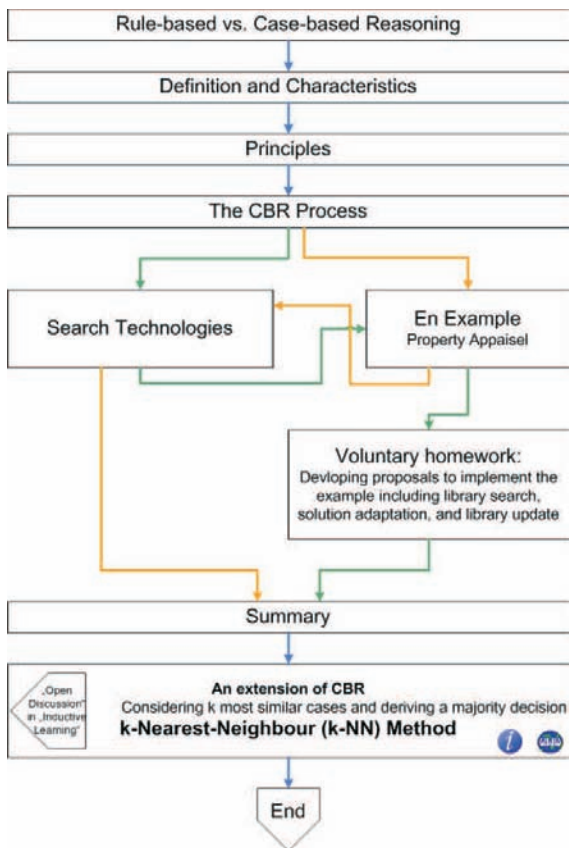 Rule-based vs. Case-based Reasoning
Definition and Characteristics
Principles
The CBR Process
Search Technologies
En Example
Property Appaisel
Voluntary homework:
Devloping proposals to implement the
example including library search,
solution adaptation, and library update
Summary
„Open
Discussion"
in „Inductive
Learning"
An extension of CBR
Considering k most similar cases and deriving a majority decision
k-Nearest-Neighbour (k-NN) Method
i
End